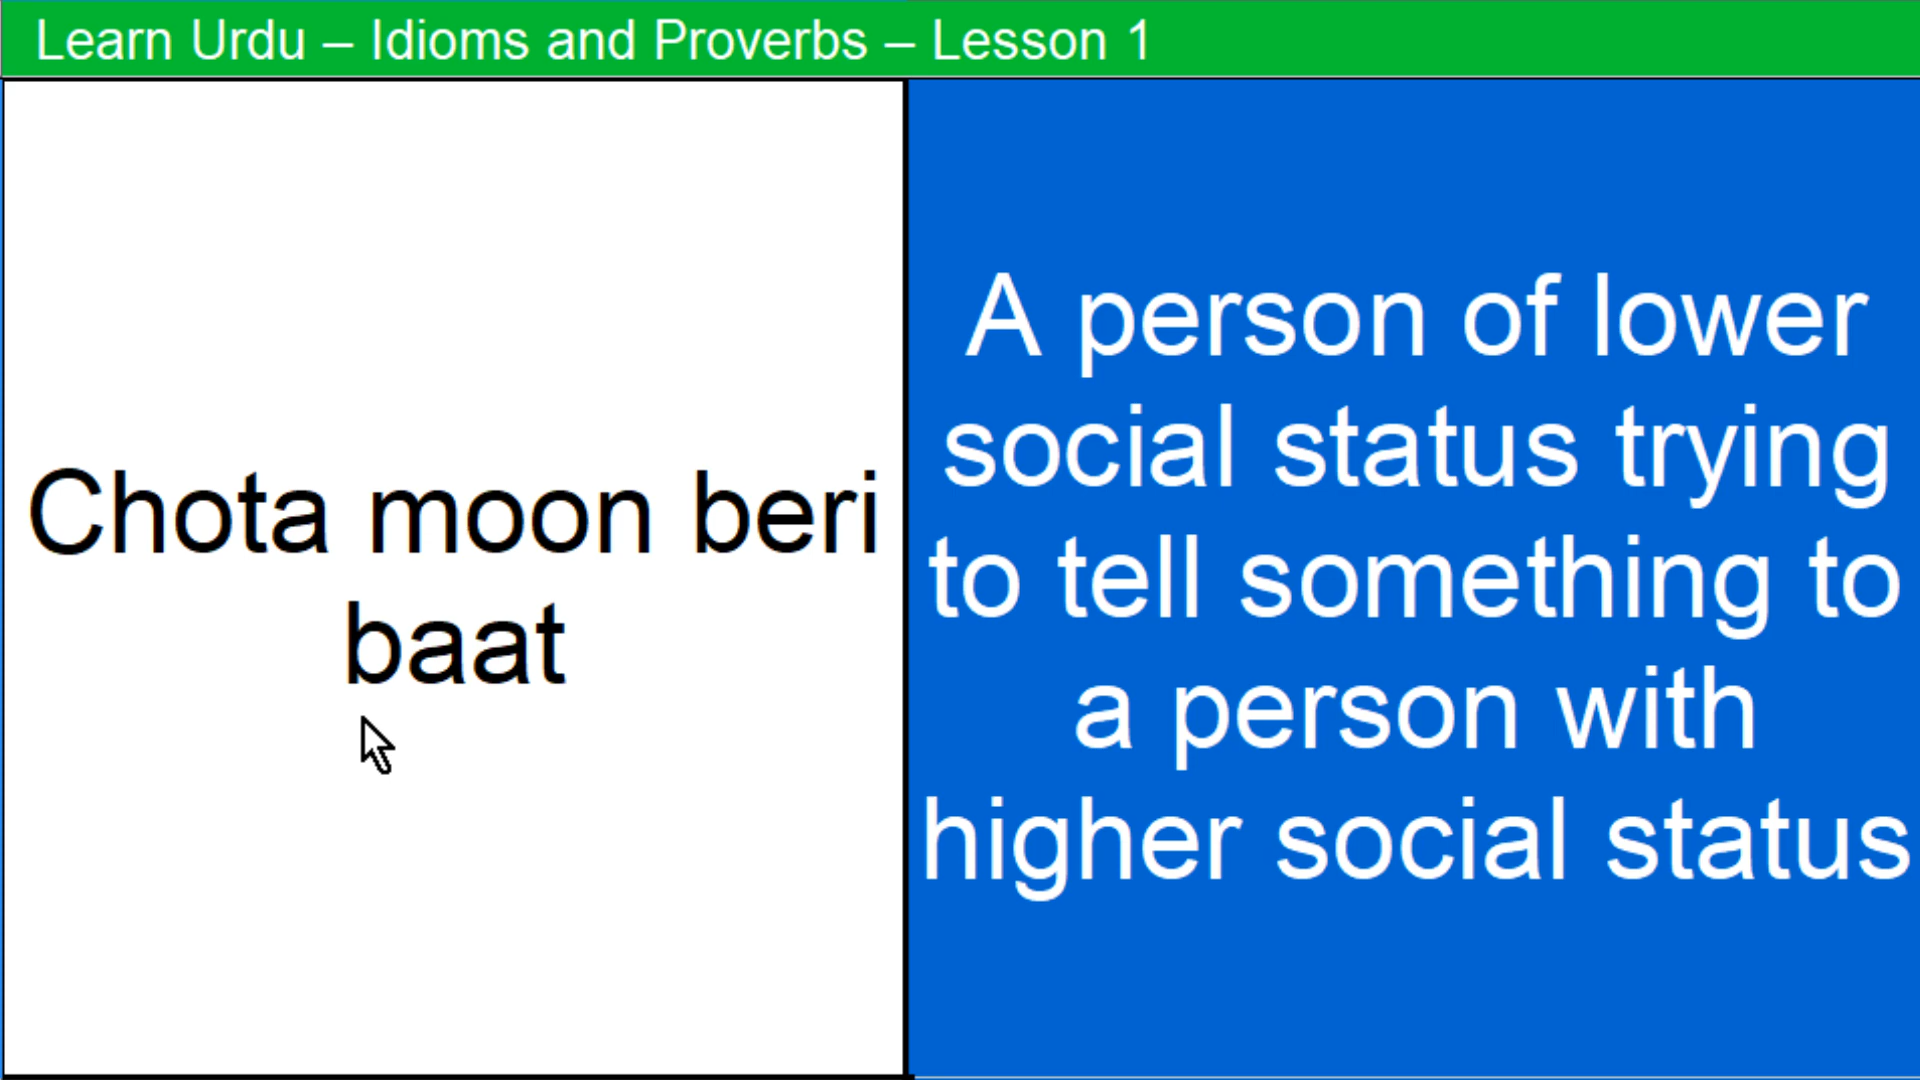 Learn Urdu – Idioms and Proverbs – Lesson 1
Chota moon beri
baat
A person of lower
social status trying
to tell something to
a person with
higher social status